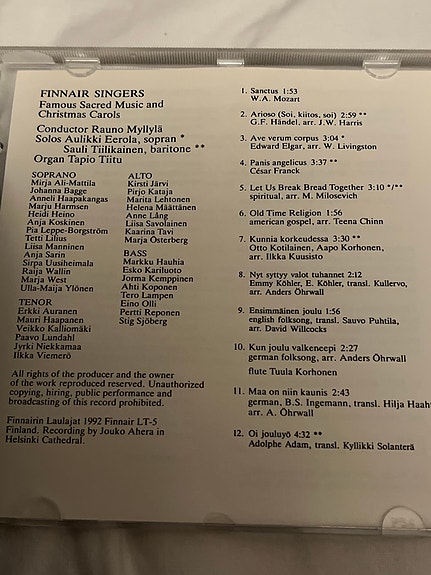 FINNAIR SINGERS
Famous Sacred Music and
Christmas Carols
Conductor Rauno Myllylä
Solos Aulikki Eerola, sopran *
Sauli Tiilikainen, baritone **
Organ Tapio Tiitu
SOPRANO
Mirja Ali-Mattila
Johanna Bagge
Anneli Haapakangas
Marju Harmsen
Heidi Heino
Anja Koskinen
Pia Leppe-Borgström
Tetti Lilius
Liisa Manninen
Anja Sarin
Sirpa Uusiheimala
Raija Wallin
Marja West
Ulla-Maija Ylönen
TENOR
Erkki Auranen
Mauri Haapanen
Veikko Kalliomäki
Paavo Lundahl
Jyrki Niekkamaa
Ilkka Viemerö
ALTO
Kirsti Järvi
Pirjo Kataja
Marita Lehtonen
Helena Määttänen
Anne Lång
Liisa Savolainen
Kaarina Tavi
Marja Österberg
BASS
Markku Hauhia
Esko Kariluoto
Jorma Kemppinen
Ahti Koponen
Tero Lampen
Eino Olli
Pertti Reponen
Stig Sjöberg
All rights of the producer and the owner
of the work reproduced reserved. Unauthorized
copying, hiring, public performance and
broadcasting of this record prohibited.
Finnairin Laulajat 1992 Finnair LT-5
Finland. Recording by Jouko Ahera in
Helsinki Cathedral.
1. Sanctus 1:53
W.A. Mozart
2. Arioso (Soi, kiitos, soi) 2:59 **
G.F. Händel, arr. J.W. Harris
3. Ave verum corpus 3:04 *
Edward Elgar, arr. W. Livingston
4. Panis angelicus 3:37 **
César Franck
5. Let Us Break Bread Together 3:10 */**
spiritual, arr. M. Milosevich
6. Old Time Religion 1:56
american gospel, arr. Teena Chinn
7. Kunnia korkeudessa 3:30 **
Otto Kotilainen, Aapo Korhonen,
arr. Ilkka Kuusisto
8. Nyt syttyy valot tuhannet 2:12
Emmy Köhler, E. Köhler, transl. Kullervo,
arr. Anders Öhrwall
9. Ensimmäinen joulu 1:56
english folksong, transl. Sauvo Puhtila,
arr. David Willcocks
10. Kun joulu valkeneepi 2:27
german folksong, arr. Anders Öhrwall
flute Tuula Korhonen
11. Maa on niin kaunis 2:43
german, B.S. Ingemann, transl. Hilja Haaht
arr. A. Öhrwall
12. Oi jouluyö 4:32 **
Adolphe Adam, transl. Kyllikki Solanterä